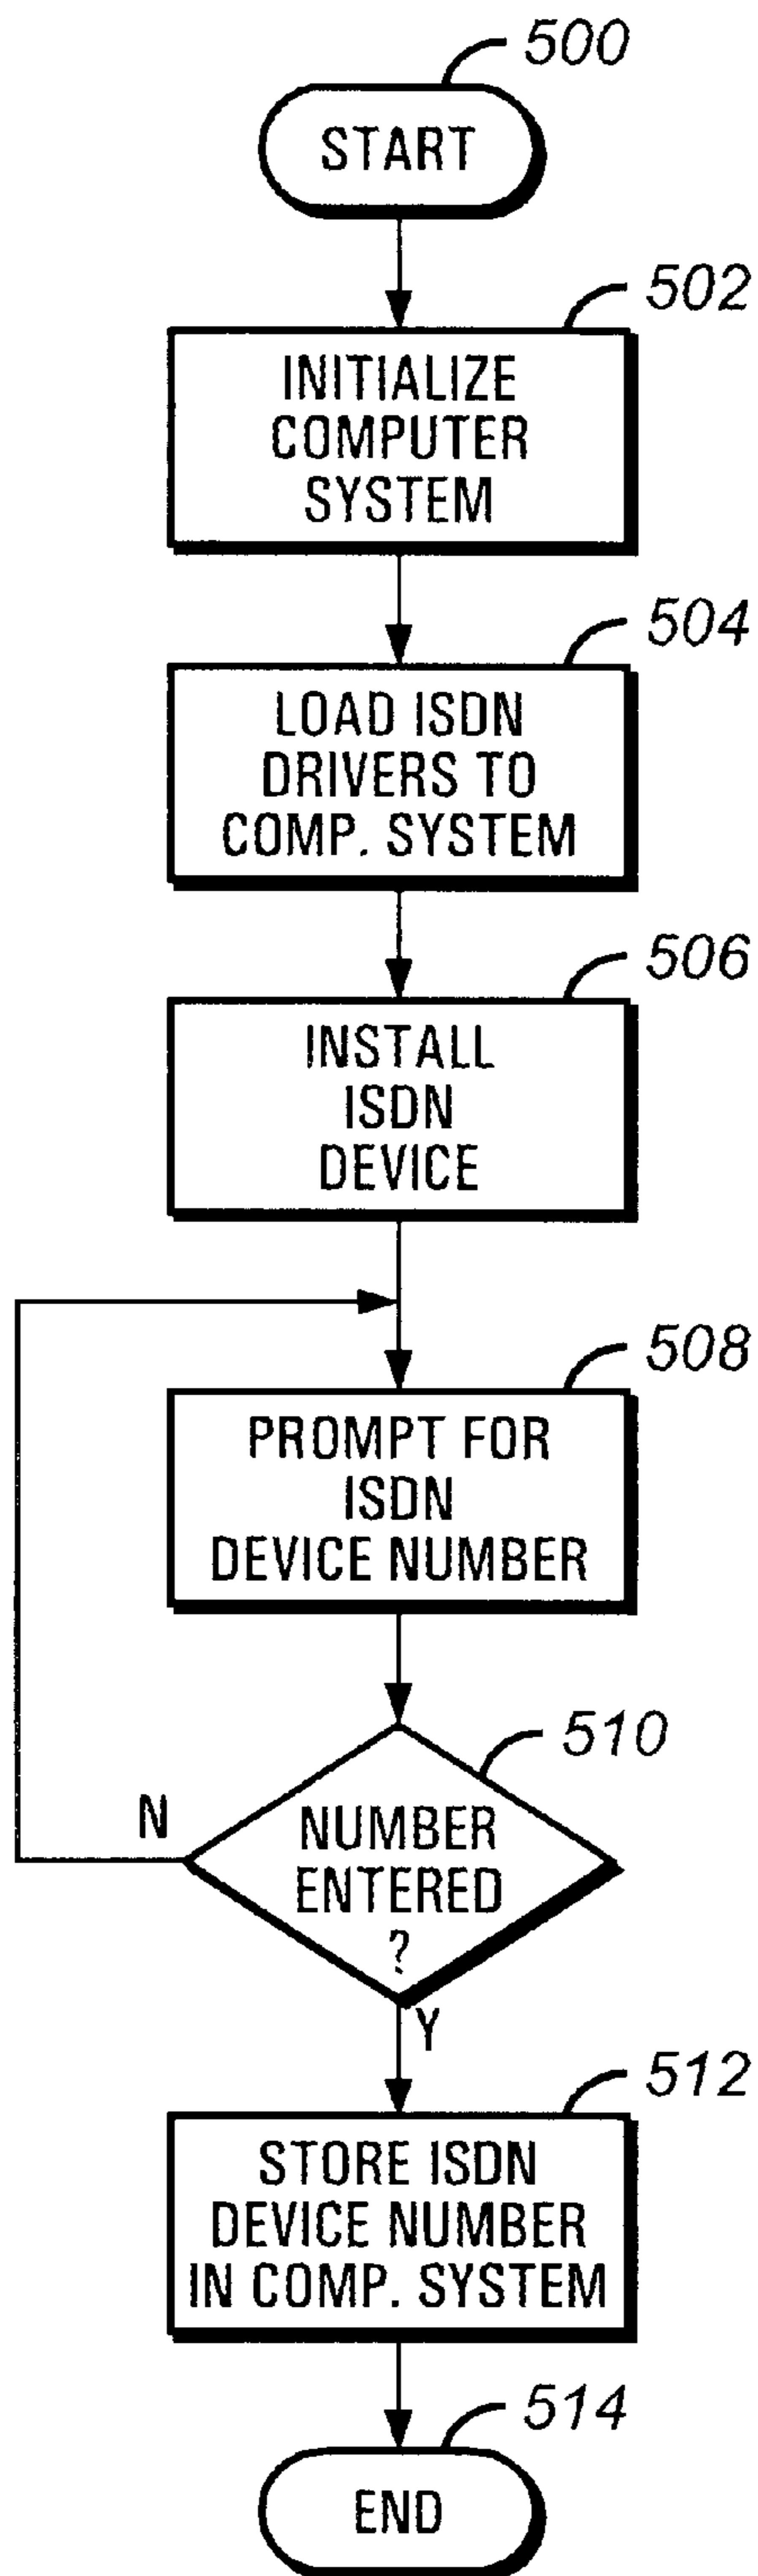 500
START
502
INITIALIZE
COMPUTER
SYSTEM
504
LOAD ISDN
DRIVERS TO
COMP. SYSTEM
506
INSTALL
ISDN
DEVICE
508
PROMPT FOR
ISDN
DEVICE NUMBER
510
N
NUMBER
ENTERED
?
Y
512
STORE ISDN
DEVICE NUMBER
IN COMP. SYSTEM
514
END